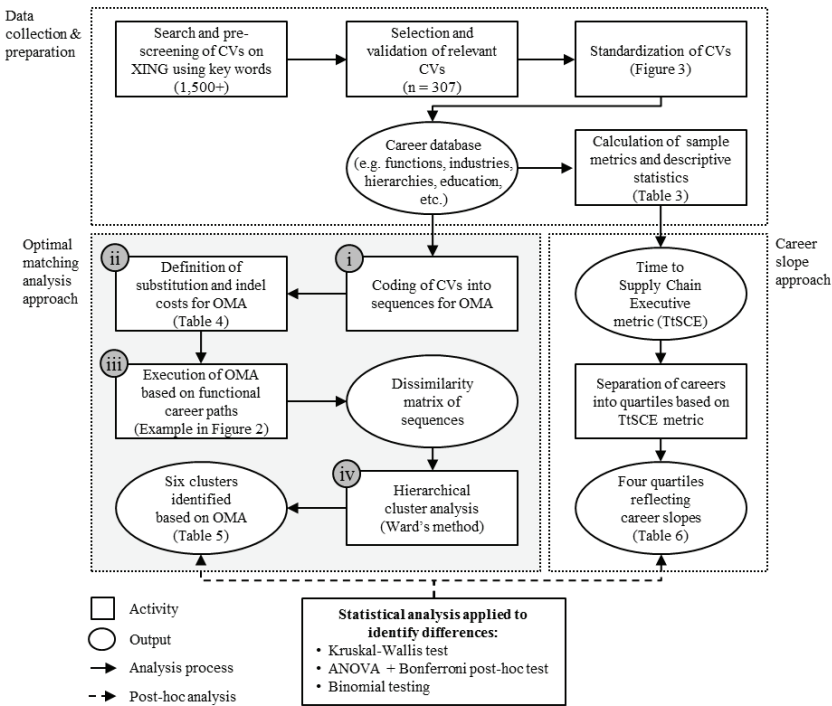 Data
collection &
preparation
Search and pre-
screening of CVs on
XING using key words
(1,500+)
Selection and
validation of relevant
CVs
(n = 307)
Standardization of CVs
(Figure 3)
Career database
(e.g. functions, industries,
hierarchies, education,
etc.)
Calculation of sample
metrics and descriptive
statistics
(Table 3)
Optimal
matching
analysis
approach
ii
Definition of
substitution and indel
costs for OMA
(Table 4)
i
Coding of CVs into
sequences for OMA
iii
Execution of OMA
based on functional
career paths
(Example in Figure 2)
Dissimilarity
matrix of
sequences
iv
Hierarchical
cluster analysis
(Ward's method)
Six clusters
identified
based on OMA
(Table 5)
Career
slope
approach
Time to
Supply Chain
Executive
metric (TtSCE)
Separation of careers
into quartiles based on
TtSCE metric
Four quartiles
reflecting
career slopes
(Table 6)
Activity
Output
Analysis process
Post-hoc analysis
Statistical analysis applied to
identify differences:
• Kruskal-Wallis test
• ANOVA + Bonferroni post-hoc test
• Binomial testing